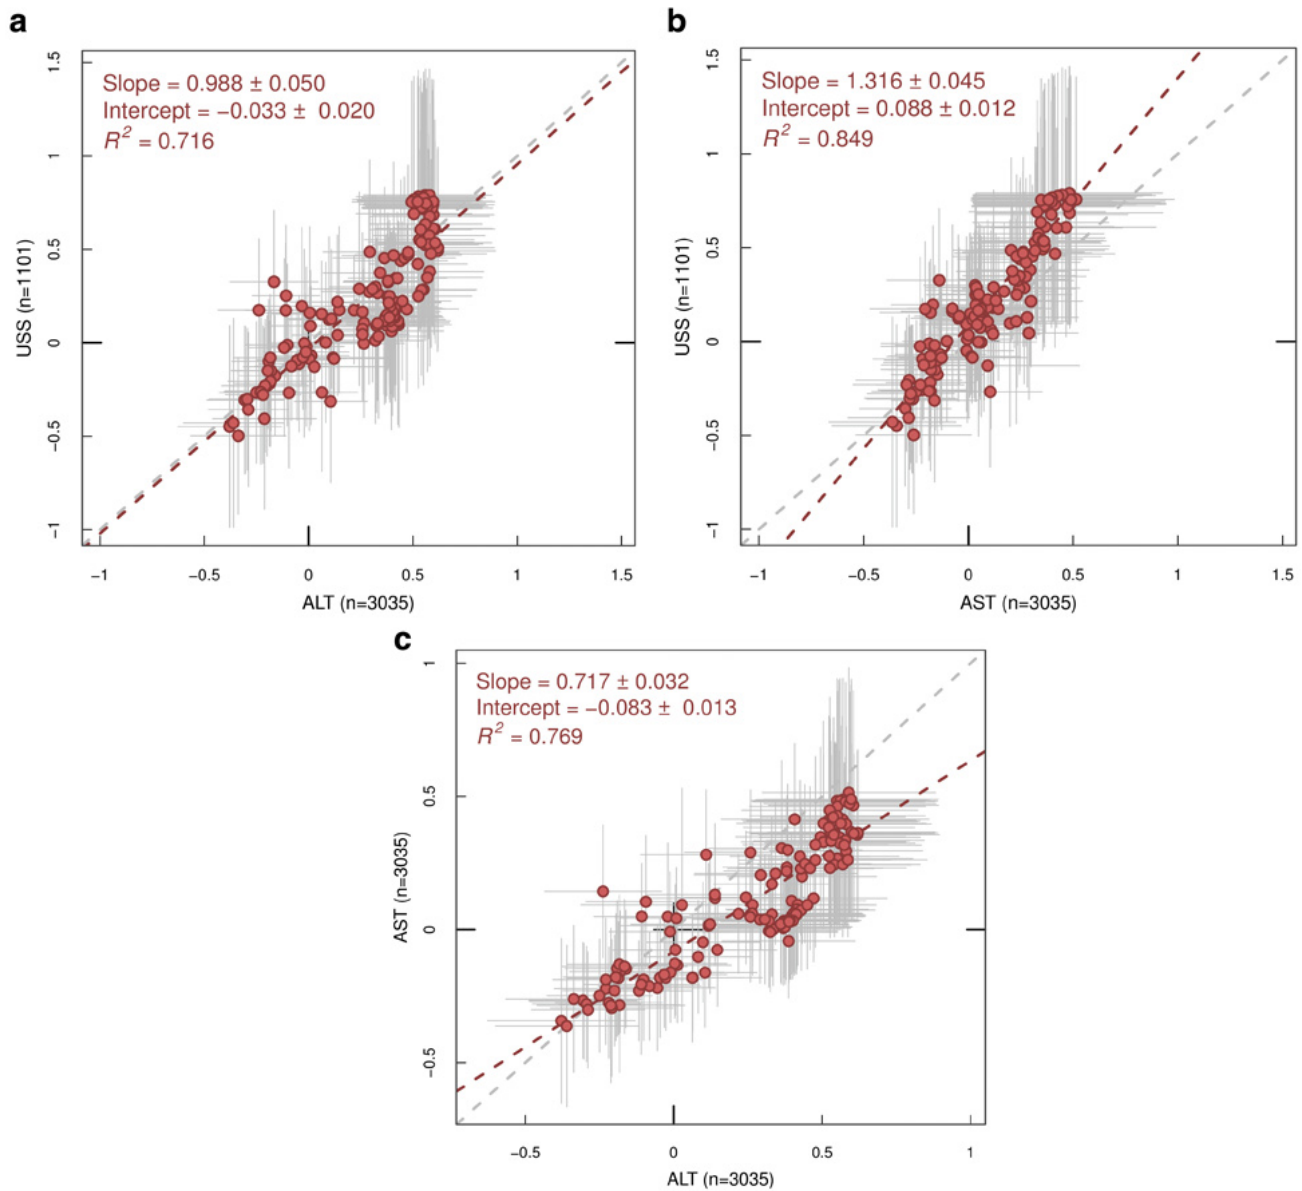 a
Slope = 0.988 ± 0.050
Intercept = −0.033 ± 0.020
R² = 0.716
USS (n=1101)
1.5
1
0.5
0
−0.5
−1
−1 −0.5 0 0.5 1 1.5
ALT (n=3035)
b
Slope = 1.316 ± 0.045
Intercept = 0.088 ± 0.012
R² = 0.849
USS (n=1101)
1.5
1
0.5
0
−0.5
−1
−1 −0.5 0 0.5 1 1.5
AST (n=3035)
c
Slope = 0.717 ± 0.032
Intercept = −0.083 ± 0.013
R² = 0.769
AST (n=3035)
1
0.5
0
−0.5
−0.5 0 0.5 1
ALT (n=3035)